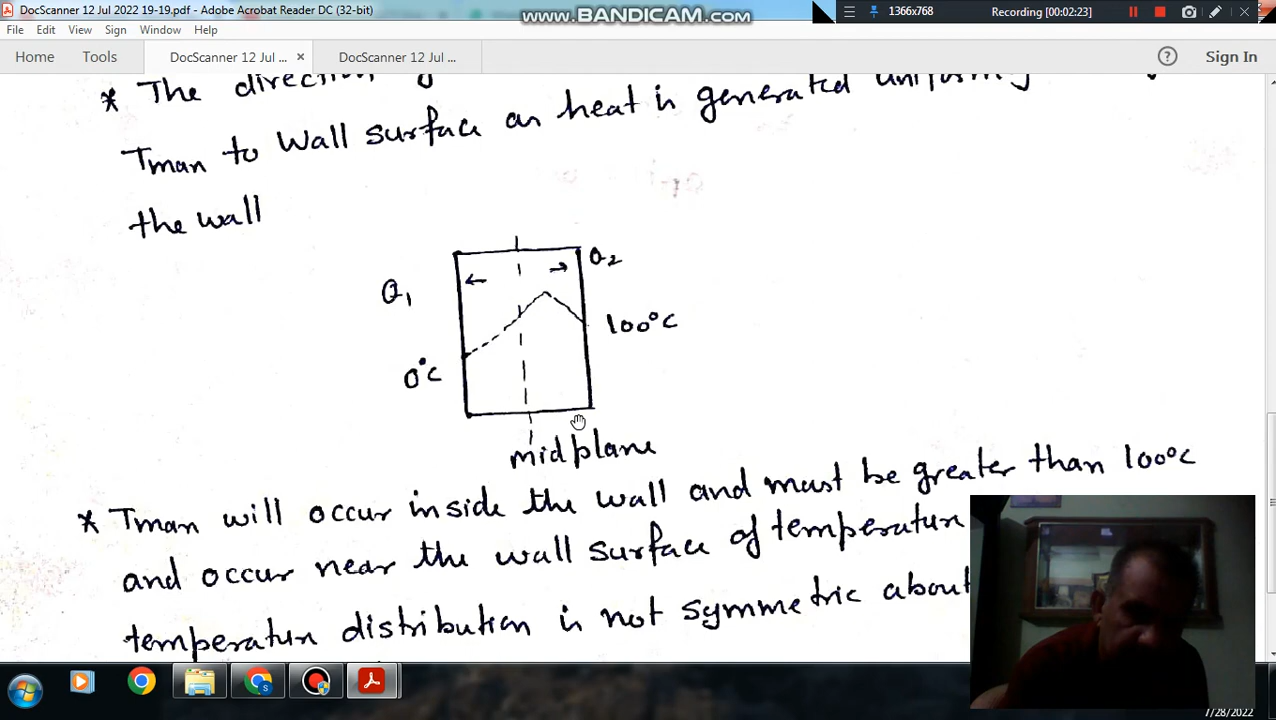 DocScanner 12 Jul 2022 19-19.pdf - Adobe Acrobat Reader DC (32-bit)
www.BANDICAM.com
1366x768
Recording [00:02:23]
File Edit View Sign Window Help
Home Tools DocScanner 12 Jul ... × DocScanner 12 Jul ... Sign In
* The direction
Tman to Wall surface as heat is generated uniformly
the wall
Q1
Q2
100°C
0°C
midplane
* Tman will occur inside the wall and must be greater than 100°C
and occur near the wall surface of temperature
temperature distribution is not symmetric about
7/28/2022